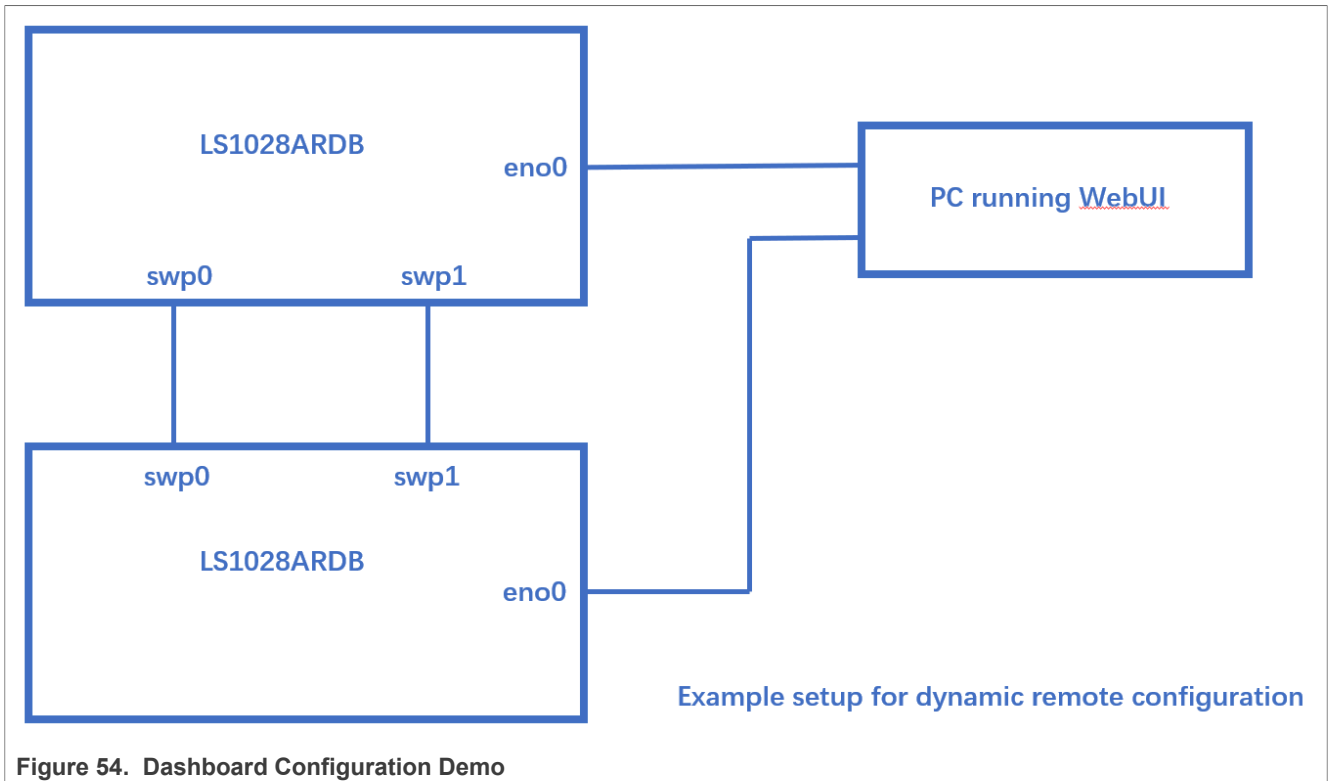 LS1028ARDB
eno0
PC running WebUI
swp0
swp1
swp0
swp1
LS1028ARDB
eno0
Example setup for dynamic remote configuration
Figure 54. Dashboard Configuration Demo